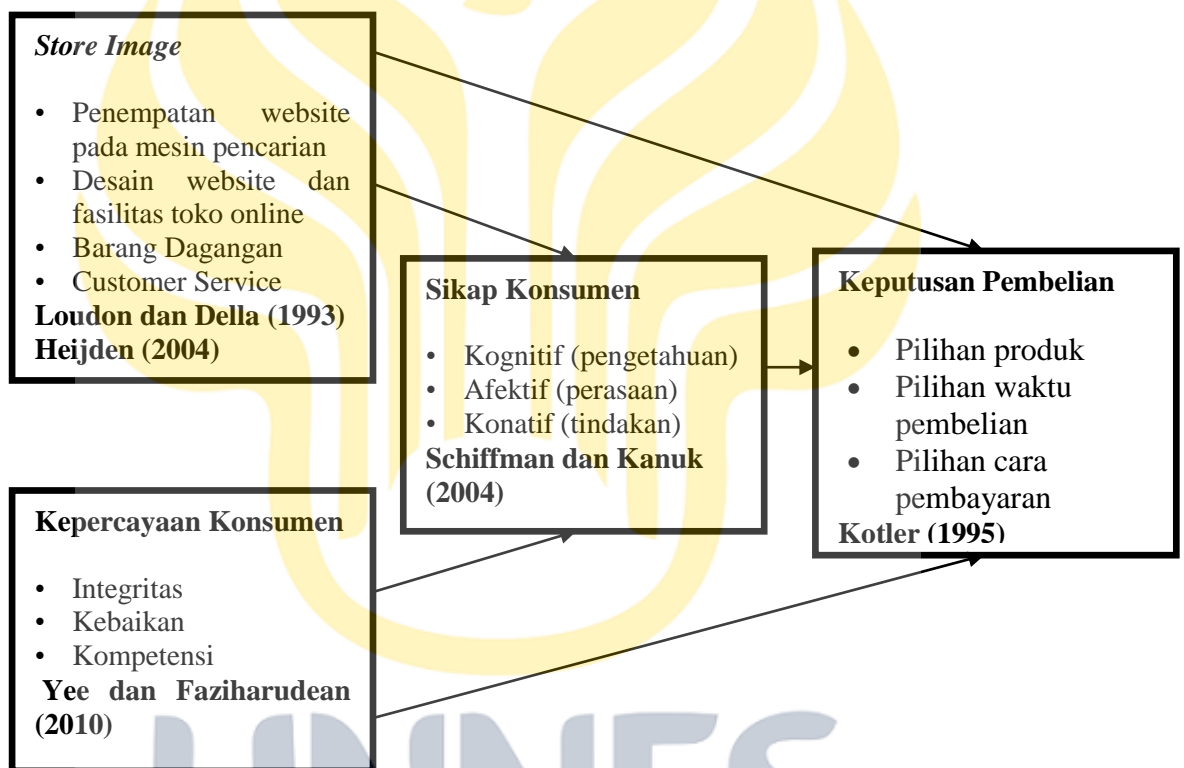 Store Image
• Penempatan website
pada mesin pencarian
• Desain website dan
fasilitas toko online
• Barang Dagangan
• Customer Service
Loudon dan Della (1993)
Heijden (2004)
Kepercayaan Konsumen
• Integritas
• Kebaikan
• Kompetensi
Yee dan Faziharudean
(2010)
Sikap Konsumen
• Kognitif (pengetahuan)
• Afektif (perasaan)
• Konatif (tindakan)
Schiffman dan Kanuk
(2004)
Keputusan Pembelian
• Pilihan produk
• Pilihan waktu
pembelian
• Pilihan cara
pembayaran
Kotler (1995)
UNNES